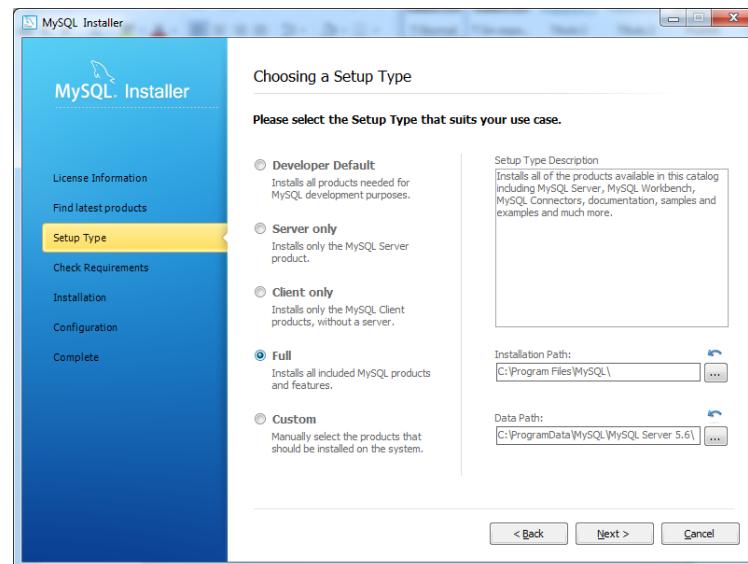 MySQL Installer
MySQL. Installer
License Information
Find latest products
Setup Type
Check Requirements
Installation
Configuration
Complete
Choosing a Setup Type
Please select the Setup Type that suits your use case.
Developer Default
Installs all products needed for
MySQL development purposes.
Server only
Installs only the MySQL Server
product.
Client only
Installs only the MySQL Client
products, without a server.
Full
Installs all included MySQL products
and features.
Custom
Manually select the products that
should be installed on the system.
Setup Type Description
Installs all of the products available in this catalog
including MySQL Server, MySQL Workbench,
MySQL Connectors, documentation, samples and
examples and much more.
Installation Path:
C:\Program Files\MySQL\
...
Data Path:
C:\ProgramData\MySQL\MySQL Server 5.6\
...
< Back
Next >
Cancel